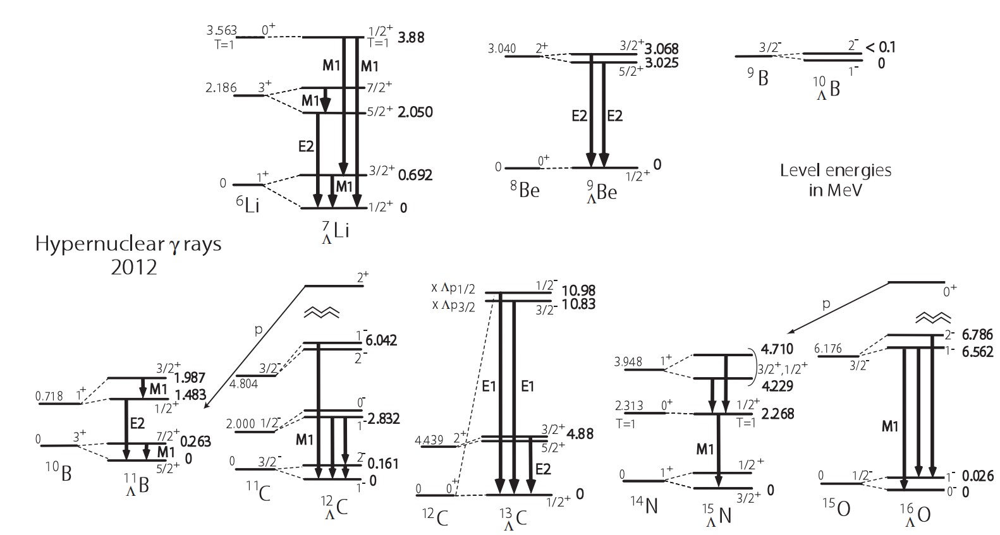 3.563 0+ 1/2+ 3.88
T=1 T=1
M1 M1
2.186 3+ 7/2+
M1
5/2+ 2.050
E2
0 1+ 3/2+ 0.692
M1
1/2+ 0
6Li
7ΛLi
3.040 2+ 3/2+ 3.068
5/2+ 3.025
E2 E2
0 0+ 0
1/2+
8Be 9ΛBe
3/2- 2- < 0.1
0
1-
9B 10ΛB
Level energies
in MeV
Hypernuclear γ rays
2012
0.718 1+ 3/2+ 1.987
M1
1.483
1/2+
E2
0 3+ 7/2+ 0.263
M1 0
5/2+
10B 11ΛB
2+
p
1- 6.042
2-
3/2-
4.804
0-
2.000 1/2- 2.832
1-
M1
0 3/2- 2- 0.161
0
1-
11C 12ΛC
x Λp1/2 1/2- 10.98
x Λp3/2 3/2- 10.83
E1 E1
4.439 2+ 3/2+ 4.88
5/2+
E2
0 0+ 0
1/2+
12C 13ΛC
3.948 1+ 4.710
3/2+,1/2+
4.229
2.313 0+ 1/2+ 2.268
T=1 T=1
M1
0 1+ 1/2+
0
3/2+
14N 15ΛN
0+
p
2- 6.786
6.176 1- 6.562
3/2-
M1
0 1/2- 1- 0.026
0- 0
15O 16ΛO